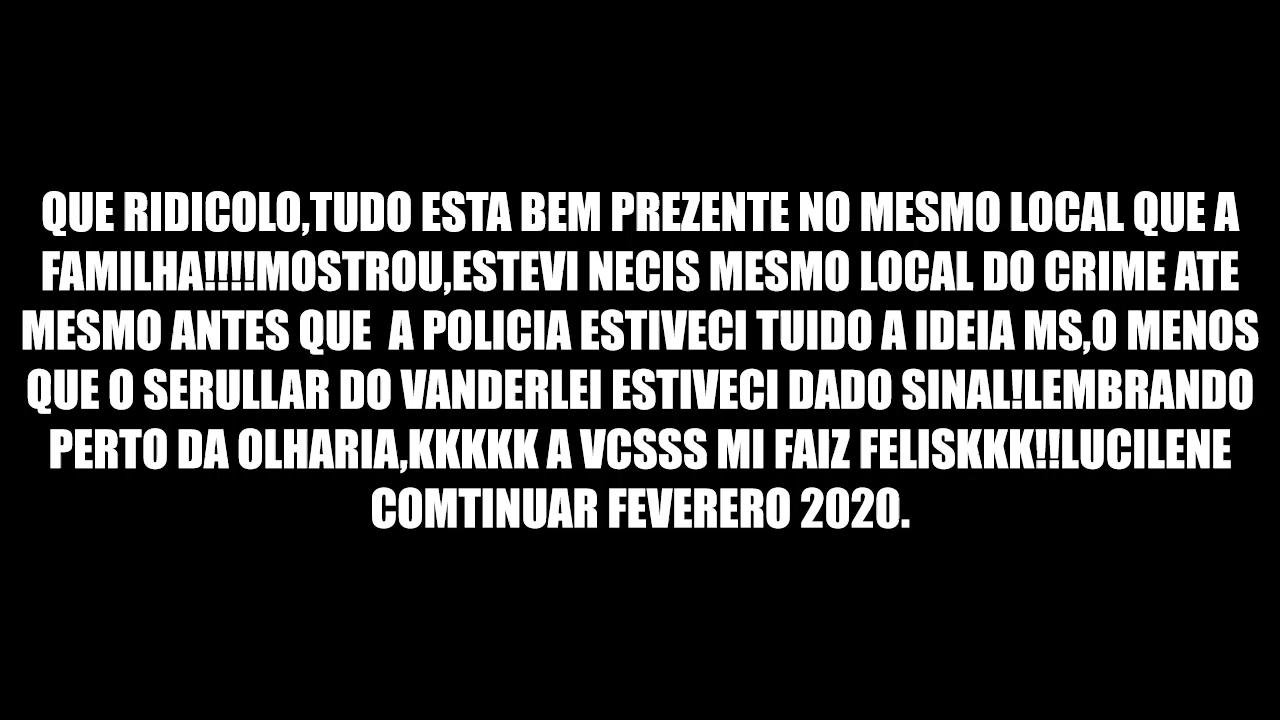 QUE RIDICOLO,TUDO ESTA BEM PREZENTE NO MESMO LOCAL QUE A
FAMILHA!!!!MOSTROU,ESTEVI NECIS MESMO LOCAL DO CRIME ATE
MESMO ANTES QUE  A POLICIA ESTIVECI TUIDO A IDEIA MS,O MENOS
QUE O SERULLAR DO VANDERLEI ESTIVECI DADO SINAL!LEMBRANDO
PERTO DA OLHARIA,KKKKK A VCSSS MI FAIZ FELISKKK!!LUCILENE
COMTINUAR FEVERERO 2020.